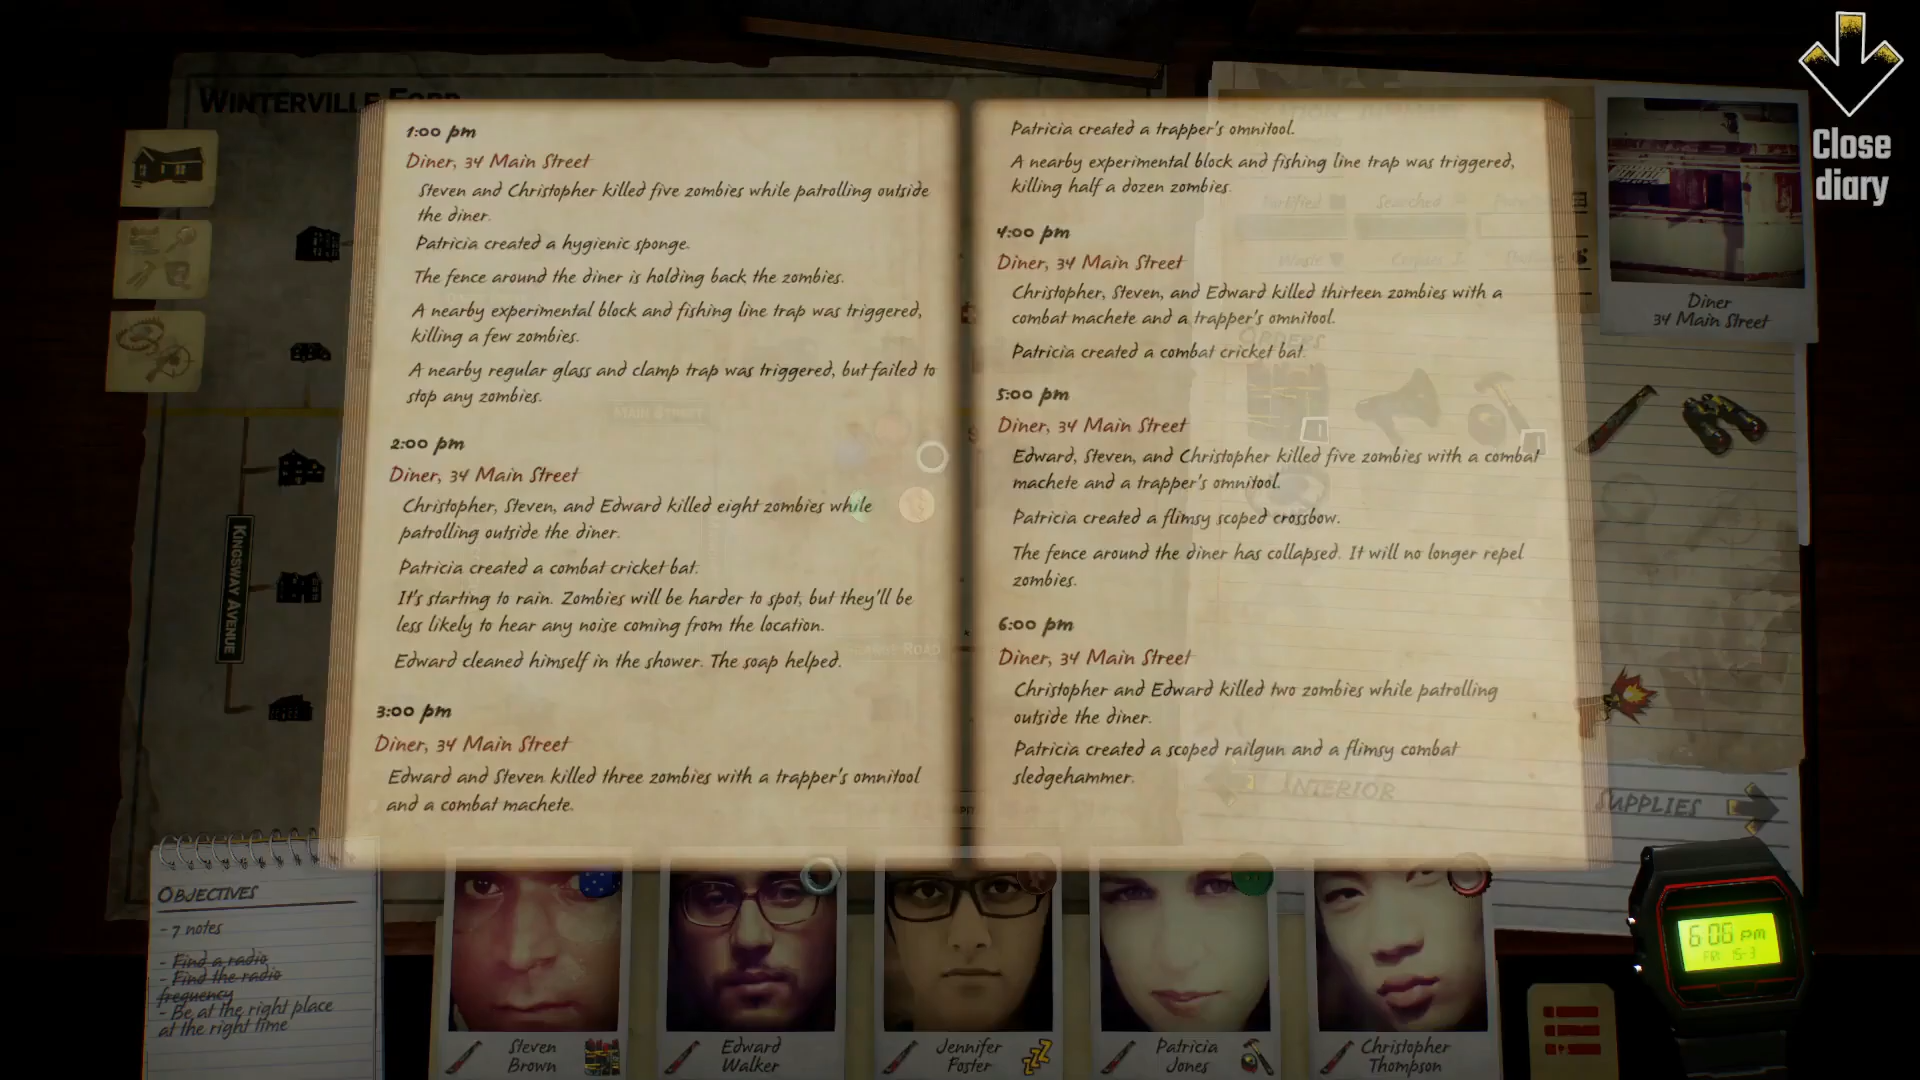 WINTERVILLE FORD
Close
diary
1:00 pm
Diner, 34 Main Street
Steven and Christopher killed five zombies while patrolling outside
the diner.
Patricia created a hygienic sponge.
The fence around the diner is holding back the zombies.
A nearby experimental block and fishing line trap was triggered,
killing a few zombies.
A nearby regular glass and clamp trap was triggered, but failed to
stop any zombies.
2:00 pm
Diner, 34 Main Street
Christopher, Steven, and Edward killed eight zombies while
patrolling outside the diner.
Patricia created a combat cricket bat.
It's starting to rain. Zombies will be harder to spot, but they'll be
less likely to hear any noise coming from the location.
Edward cleaned himself in the shower. The soap helped.
3:00 pm
Diner, 34 Main Street
Edward and Steven killed three zombies with a trapper's omnitool
and a combat machete.
Patricia created a trapper's omnitool.
A nearby experimental block and fishing line trap was triggered,
killing half a dozen zombies.
4:00 pm
Diner, 34 Main Street
Christopher, Steven, and Edward killed thirteen zombies with a
combat machete and a trapper's omnitool.
Patricia created a combat cricket bat.
5:00 pm
Diner, 34 Main Street
Edward, Steven, and Christopher killed five zombies with a combat
machete and a trapper's omnitool.
Patricia created a flimsy scoped crossbow.
The fence around the diner has collapsed. It will no longer repel
zombies.
6:00 pm
Diner, 34 Main Street
Christopher and Edward killed two zombies while patrolling
outside the diner.
Patricia created a scoped railgun and a flimsy combat
sledgehammer.
Fortified
Searched
ORDERS
MAIN STREET
KINGSWAY AVENUE
ROAD
INTERIOR
SUPPLIES
Diner
34 Main Street
OBJECTIVES
- 7 notes
- Find a radio
- Find the radio
frequency
- Be at the right place
at the right time
Steven
Brown
Edward
Walker
Jennifer
Foster
Patricia
Jones
Christopher
Thompson
6:06 PM
FRI 15-3